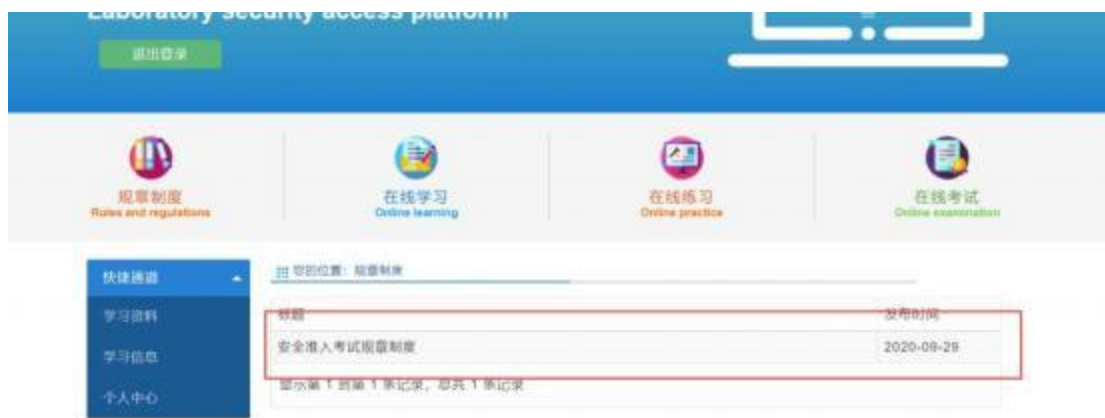 Laboratory security access platform
退出登录
规章制度
Rules and regulations
在线学习
Online learning
在线练习
Online practice
在线考试
Online examination
快捷通道
学习资料
学习信息
个人中心
您的位置：规章制度
标题 发布时间
安全准入考试规章制度 2020-09-29
显示第 1 到第 1 条记录，总共 1 条记录